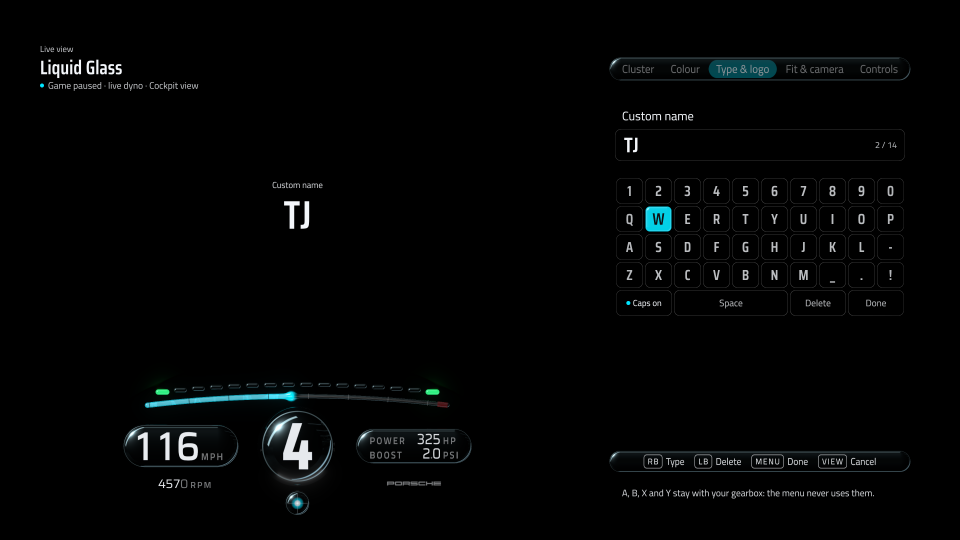 Live view
Liquid Glass
Game paused · live dyno · Cockpit view
Cluster Colour Type & logo Fit & camera Controls
Custom name
TJ 2 / 14
1 2 3 4 5 6 7 8 9 0
Q W E R T Y U I O P
A S D F G H J K L -
Z X C V B N M _ . !
Caps on Space Delete Done
Custom name
TJ
116 MPH
4570 RPM
4
POWER 325 HP
BOOST 2.0 PSI
PORSCHE
RB Type LB Delete MENU Done VIEW Cancel
A, B, X and Y stay with your gearbox: the menu never uses them.